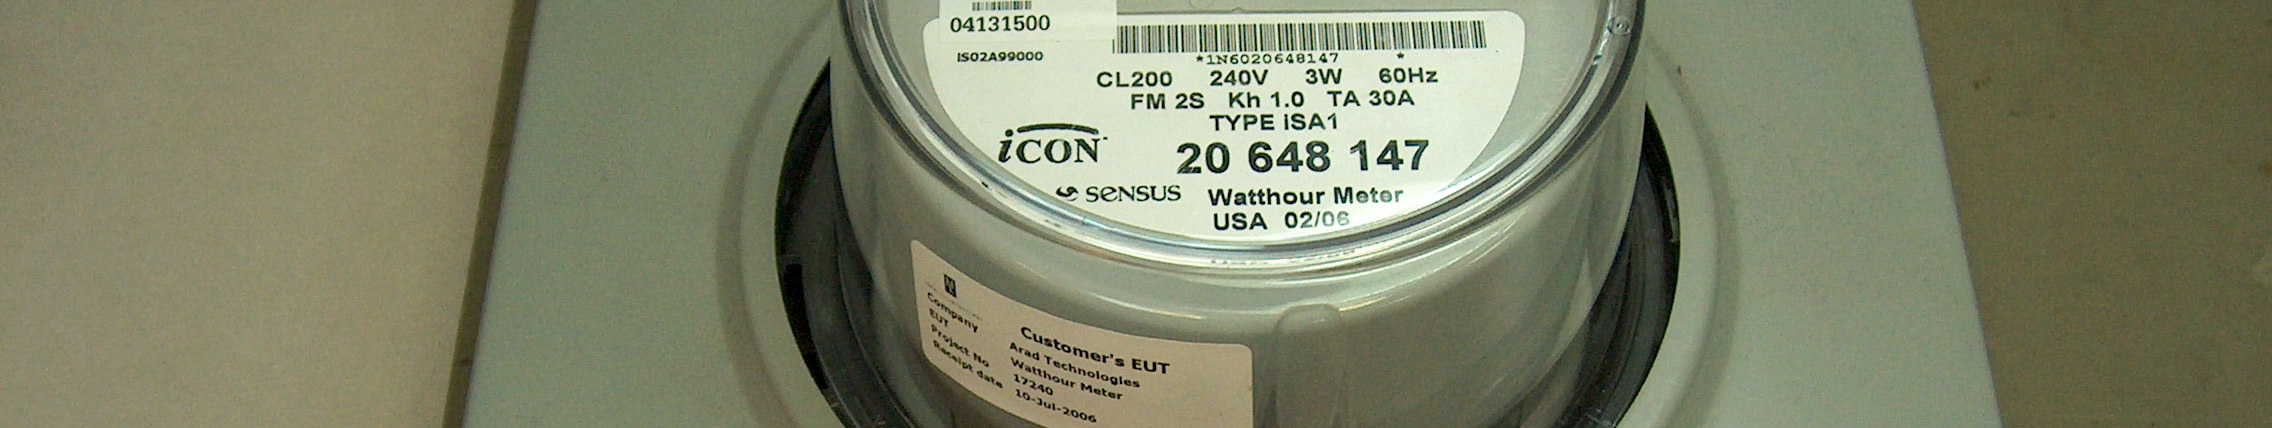 04131500
IS02A99000
*1N6020648147 *
CL200 240V 3W 60Hz
FM 2S Kh 1.0 TA 30A
TYPE iSA1
iCON
20 648 147
sensus
Watthour Meter
USA 02/06
Customer's EUT
Company Arad Technologies
EUT Watthour Meter
Project No 17240
Receipt date 10-Jul-2006